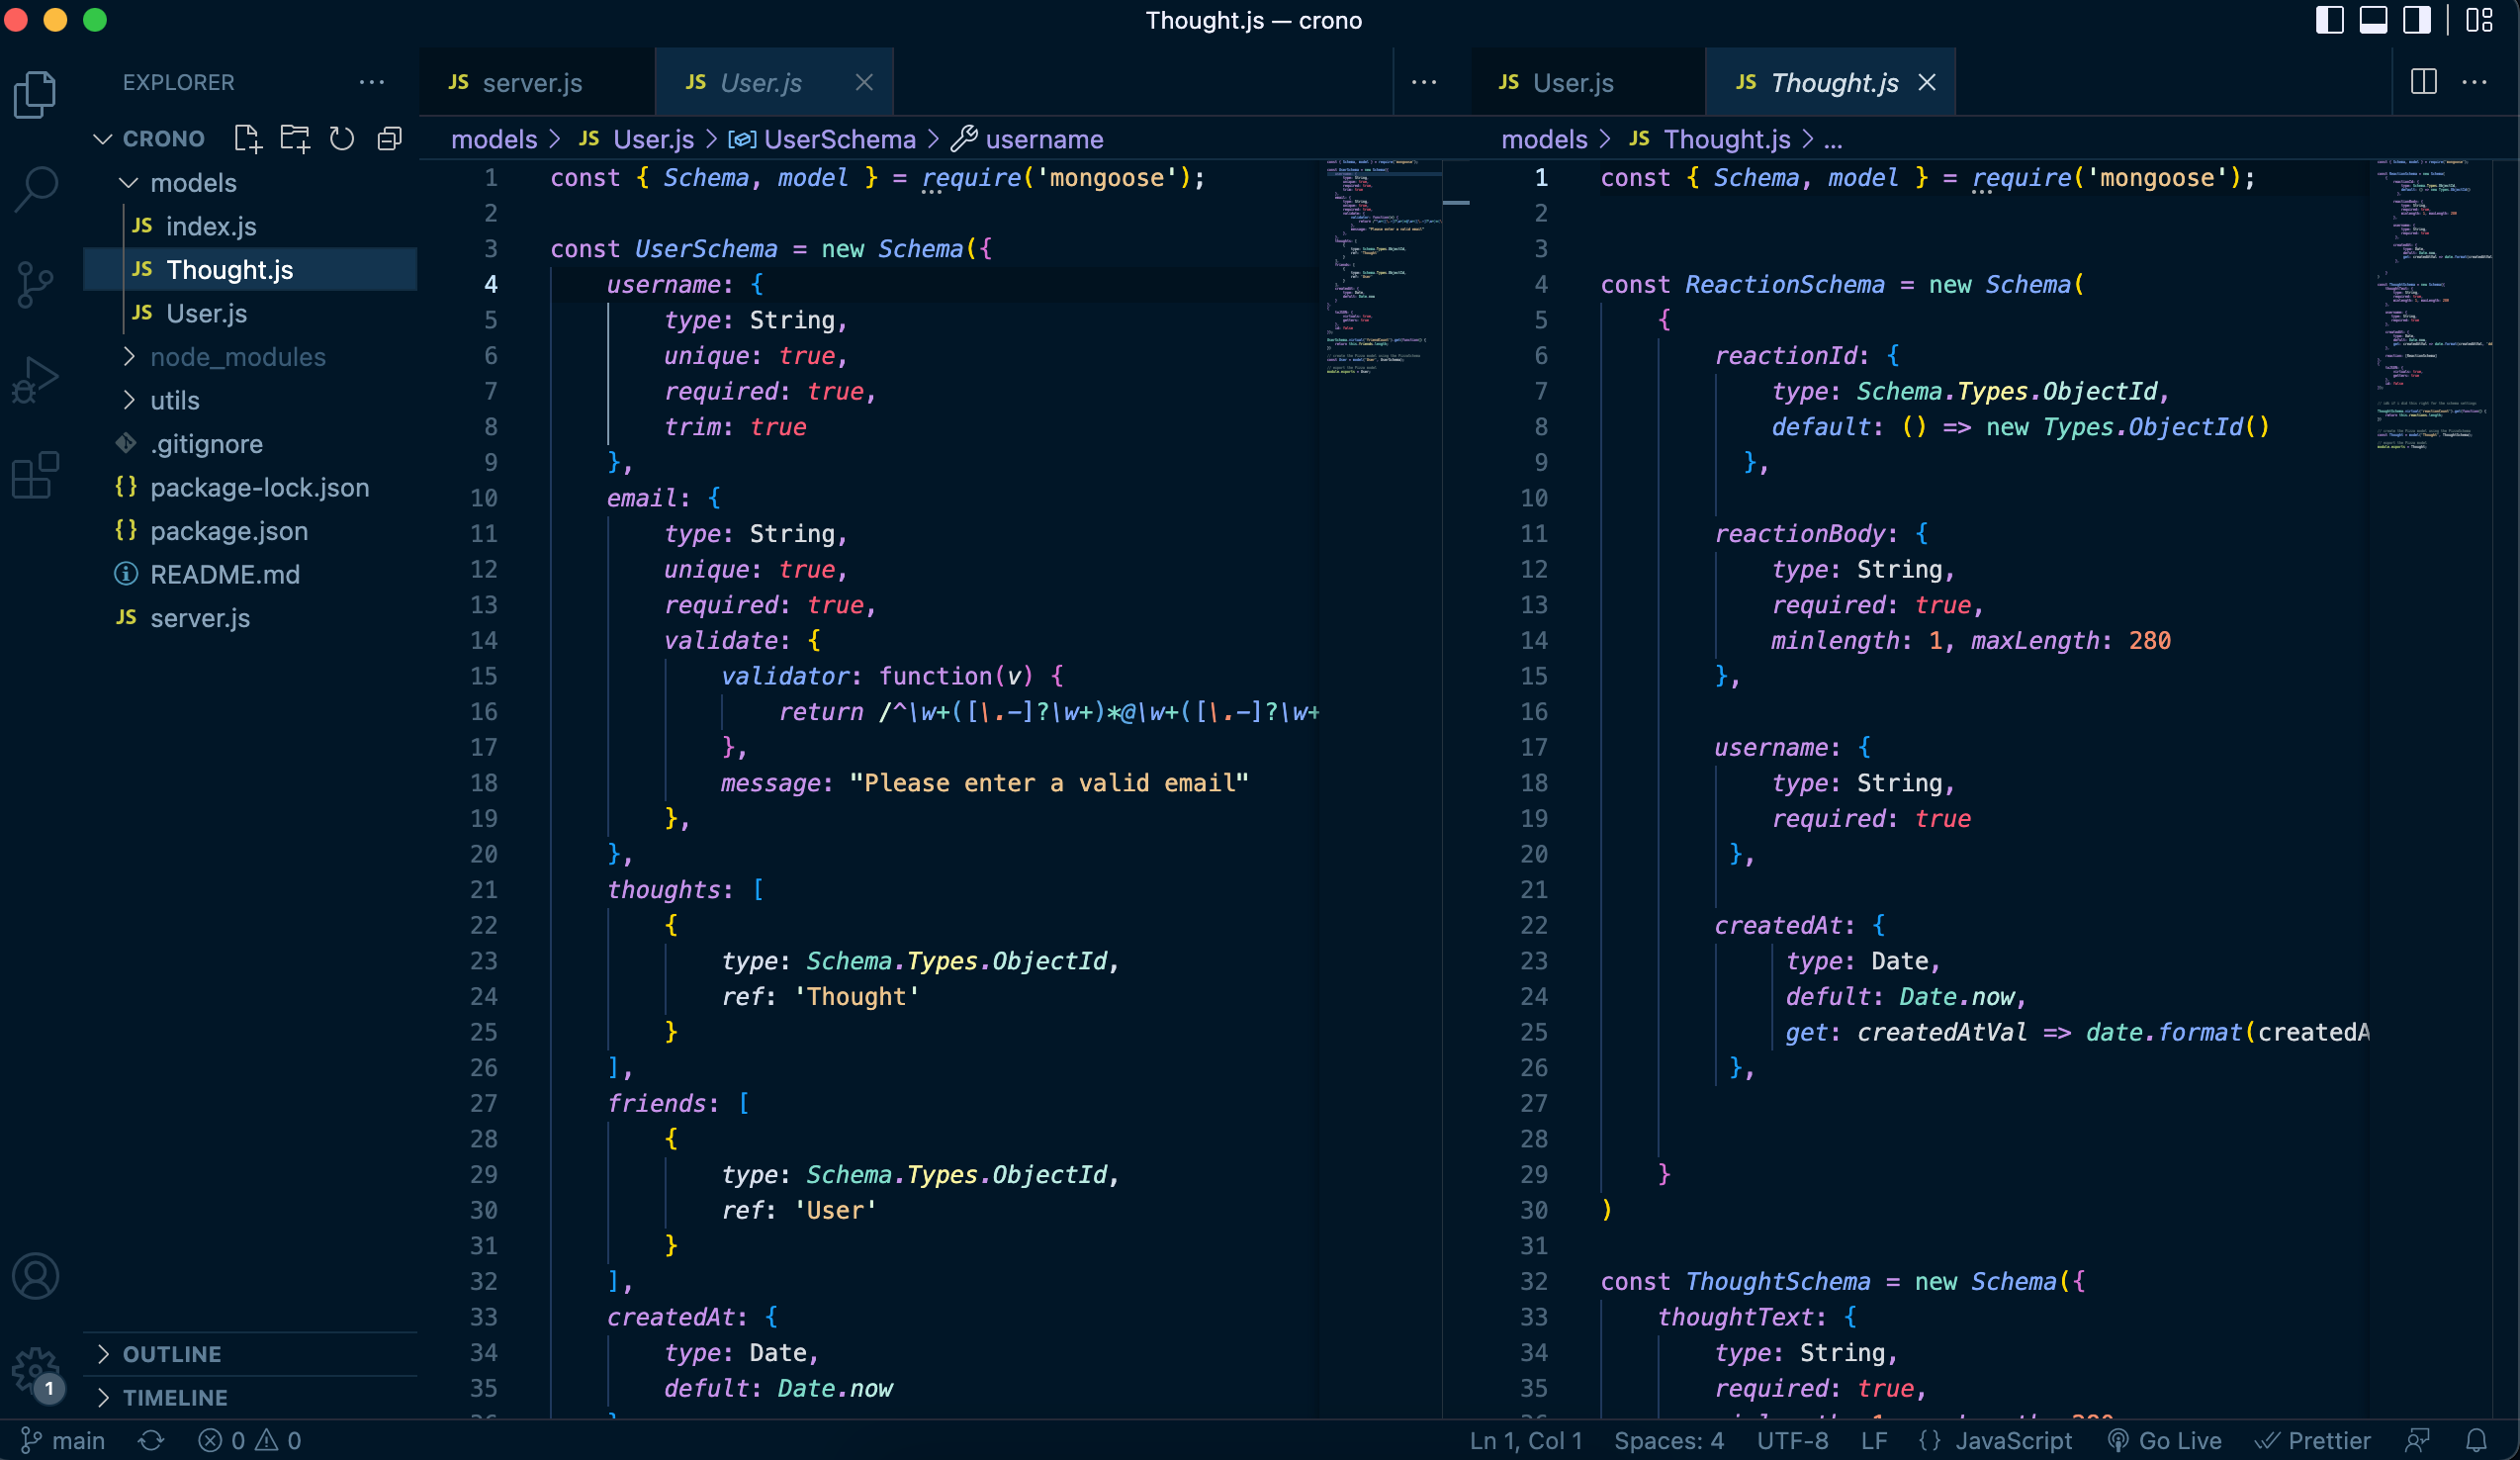 Thought.js — crono
EXPLORER
CRONO
models
JS index.js
JS Thought.js
JS User.js
node_modules
utils
.gitignore
{} package-lock.json
{} package.json
README.md
JS server.js
OUTLINE
TIMELINE
1
JS server.js
JS User.js
models > JS User.js > UserSchema > username
1 const { Schema, model } = require('mongoose');
2
3 const UserSchema = new Schema({
4 username: {
5 type: String,
6 unique: true,
7 required: true,
8 trim: true
9 },
10 email: {
11 type: String,
12 unique: true,
13 required: true,
14 validate: {
15 validator: function(v) {
16 return /^\w+([\.-]?\w+)*@\w+([\.-]?\w+
17 },
18 message: "Please enter a valid email"
19 },
20 },
21 thoughts: [
22 {
23 type: Schema.Types.ObjectId,
24 ref: 'Thought'
25 }
26 ],
27 friends: [
28 {
29 type: Schema.Types.ObjectId,
30 ref: 'User'
31 }
32 ],
33 createdAt: {
34 type: Date,
35 defult: Date.now
JS User.js
JS Thought.js
models > JS Thought.js > ...
1 const { Schema, model } = require('mongoose');
2
3
4 const ReactionSchema = new Schema(
5 {
6 reactionId: {
7 type: Schema.Types.ObjectId,
8 default: () => new Types.ObjectId()
9 },
10
11 reactionBody: {
12 type: String,
13 required: true,
14 minlength: 1, maxLength: 280
15 },
16
17 username: {
18 type: String,
19 required: true
20 },
21
22 createdAt: {
23 type: Date,
24 defult: Date.now,
25 get: createdAtVal => date.format(createdA
26 },
27
28
29 }
30 )
31
32 const ThoughtSchema = new Schema({
33 thoughtText: {
34 type: String,
35 required: true,
main 0 0
Ln 1, Col 1 Spaces: 4 UTF-8 LF {} JavaScript Go Live Prettier